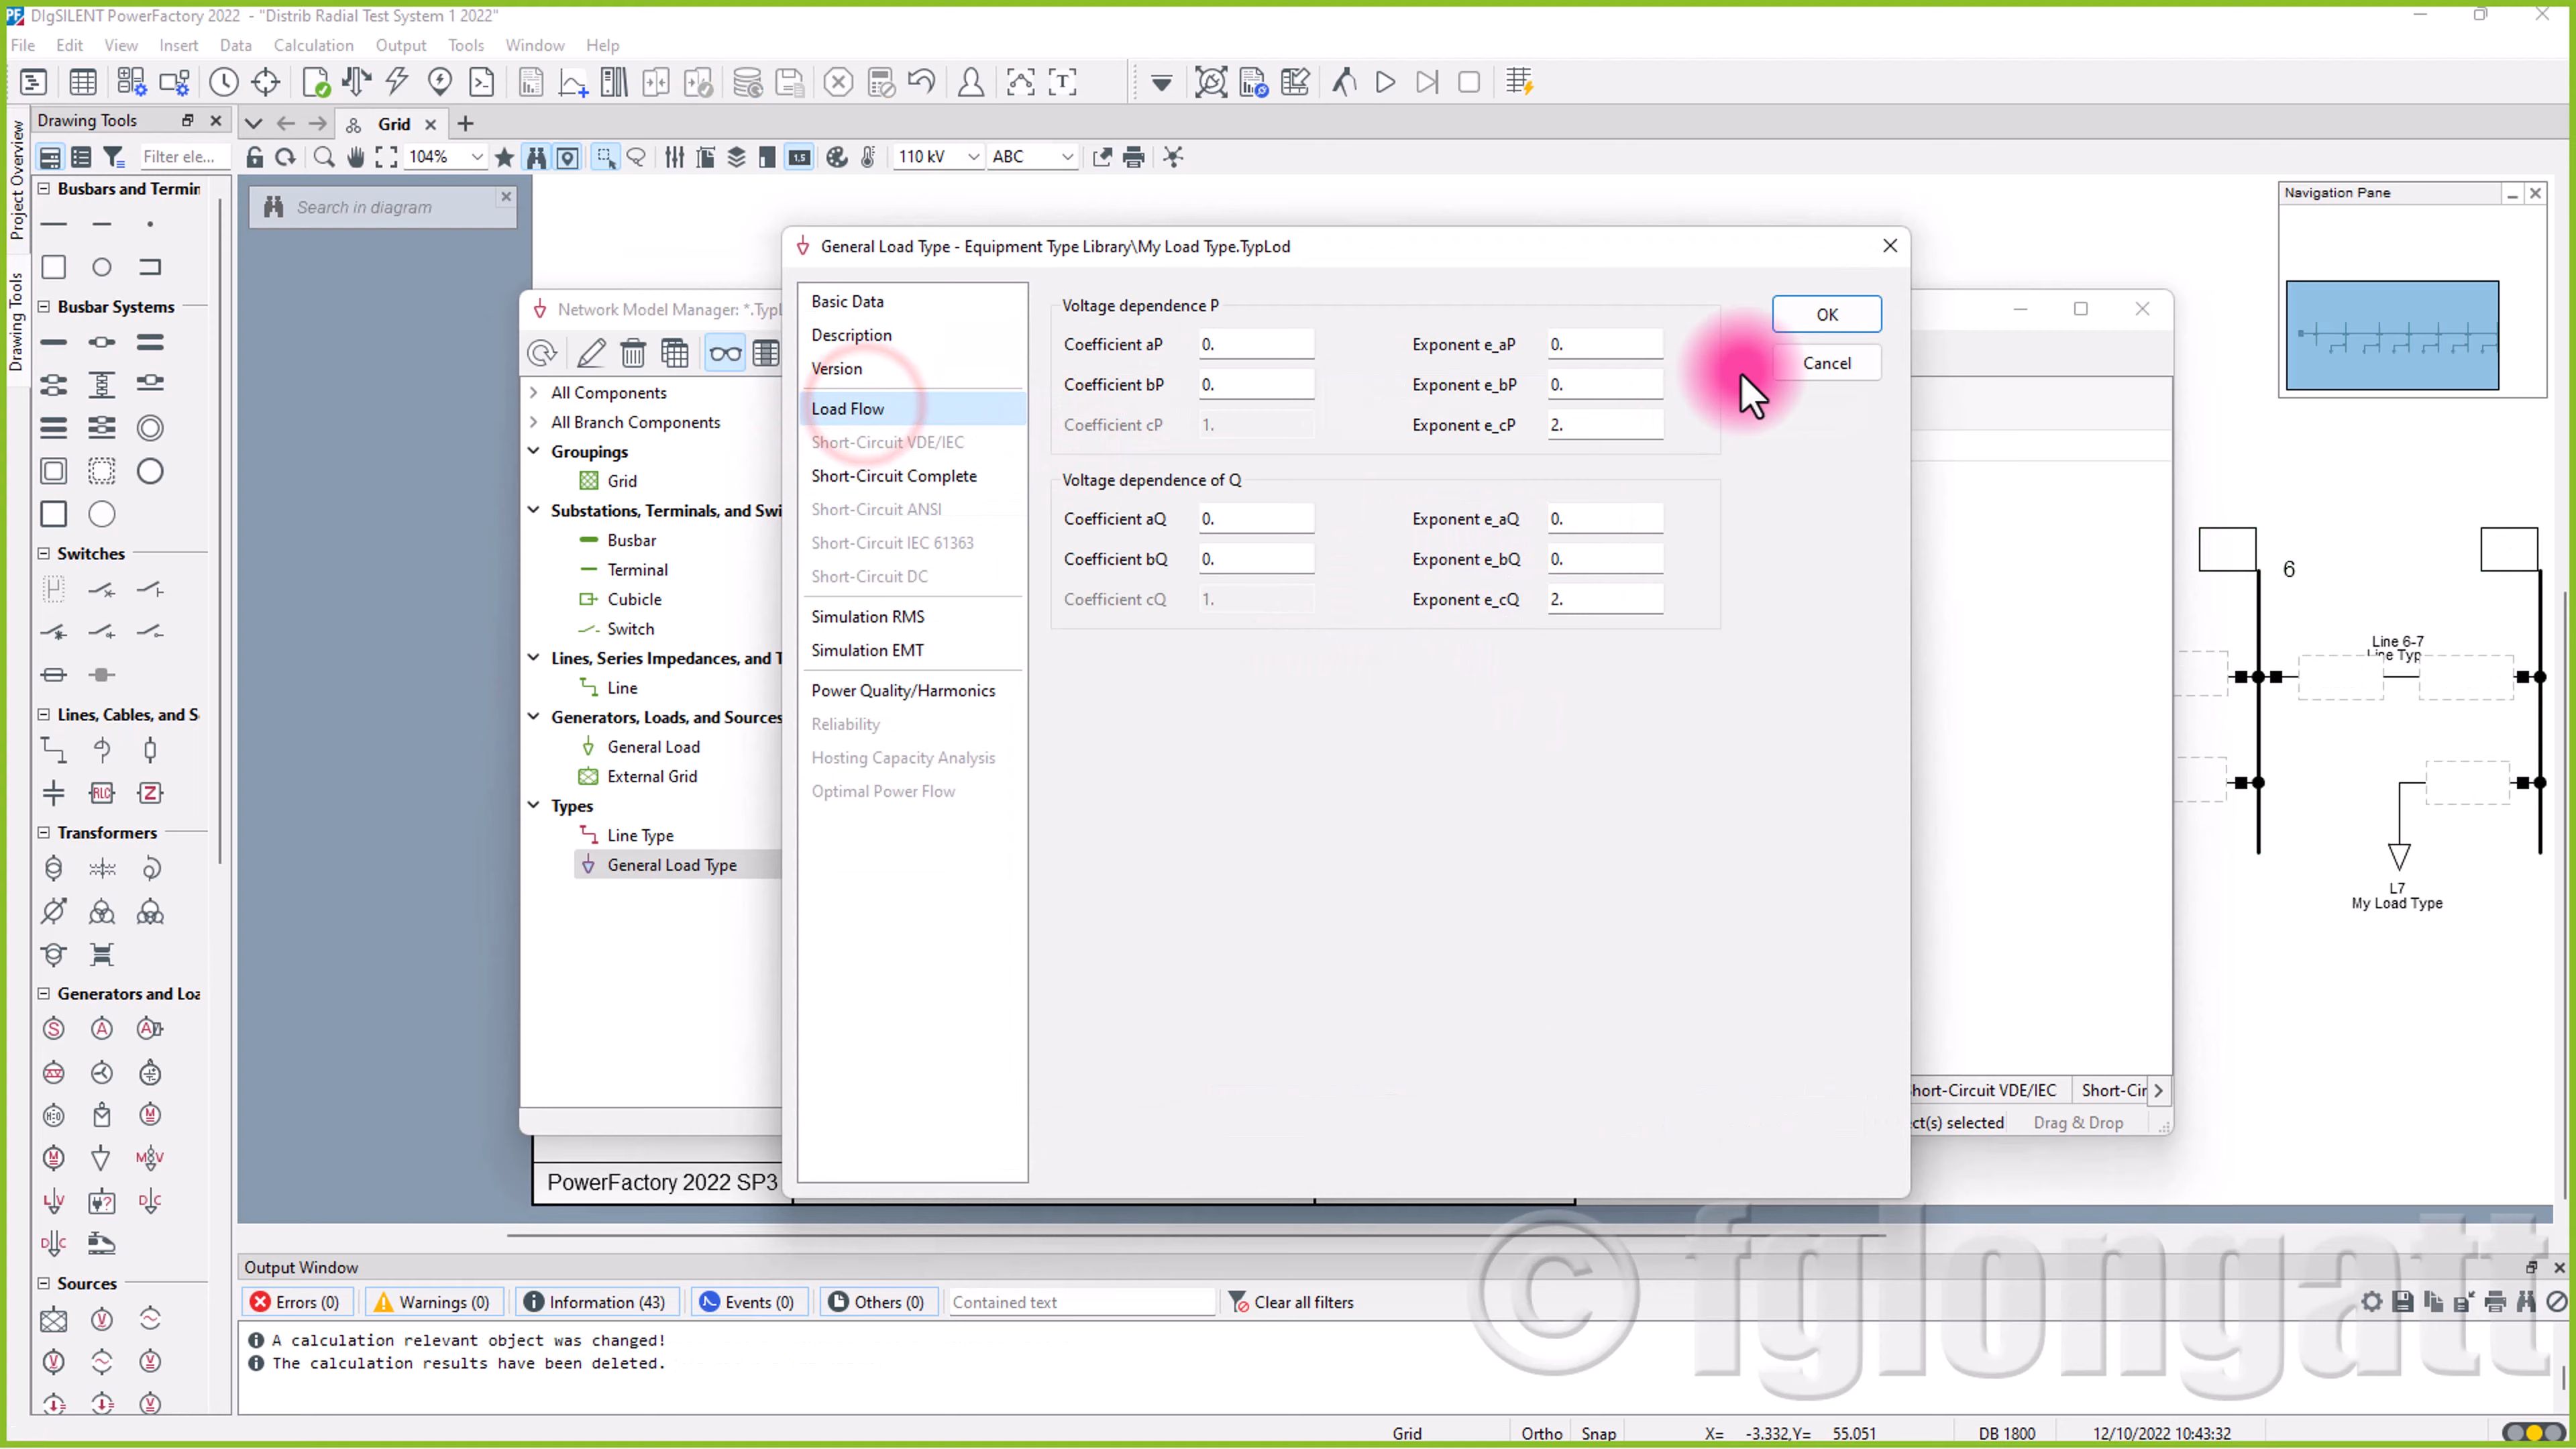 DIgSILENT PowerFactory 2022 - "Distrib Radial Test System 1 2022"
File Edit View Insert Data Calculation Output Tools Window Help
Drawing Tools
Grid
Filter ele...
104%
1.5
110 kV
ABC
Project Overview
Drawing Tools
Busbars and Termin
Busbar Systems
Switches
Lines, Cables, and S
RLC
Z
Transformers
Generators and Loa
Sources
Search in diagram
Navigation Pane
Network Model Manager: *.TypL
All Components
All Branch Components
Groupings
Grid
Substations, Terminals, and Swi
Busbar
Terminal
Cubicle
Switch
Lines, Series Impedances, and T
Line
Generators, Loads, and Sources
General Load
External Grid
Types
Line Type
General Load Type
General Load Type - Equipment Type Library\My Load Type.TypLod
Basic Data
Description
Version
Load Flow
Short-Circuit VDE/IEC
Short-Circuit Complete
Short-Circuit ANSI
Short-Circuit IEC 61363
Short-Circuit DC
Simulation RMS
Simulation EMT
Power Quality/Harmonics
Reliability
Hosting Capacity Analysis
Optimal Power Flow
Voltage dependence P
Coefficient aP 0. Exponent e_aP 0.
Coefficient bP 0. Exponent e_bP 0.
Coefficient cP 1. Exponent e_cP 2.
Voltage dependence of Q
Coefficient aQ 0. Exponent e_aQ 0.
Coefficient bQ 0. Exponent e_bQ 0.
Coefficient cQ 1. Exponent e_cQ 2.
OK
Cancel
6
Line 6-7
Line Typ
L7
My Load Type
hort-Circuit VDE/IEC Short-Cir
ct(s) selected Drag & Drop
PowerFactory 2022 SP3
Output Window
Errors (0) Warnings (0) Information (43) Events (0) Others (0) Contained text Clear all filters
A calculation relevant object was changed!
The calculation results have been deleted.
© fglongatt
Grid Ortho Snap X= -3.332,Y= 55.051 DB 1800 12/10/2022 10:43:32